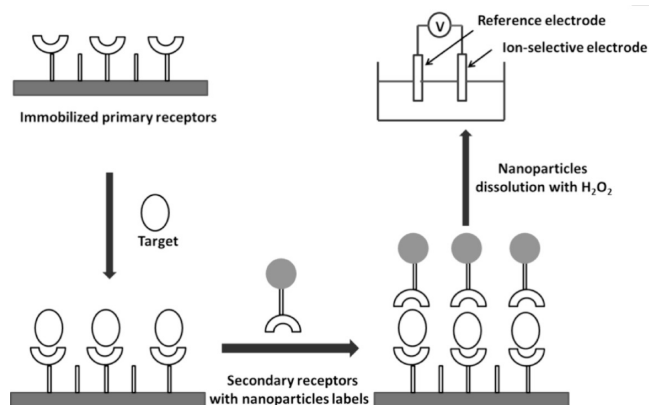 Immobilized primary receptors
Target
Secondary receptors
with nanoparticles labels
Nanoparticles
dissolution with H₂O₂
V
Reference electrode
Ion-selective electrode